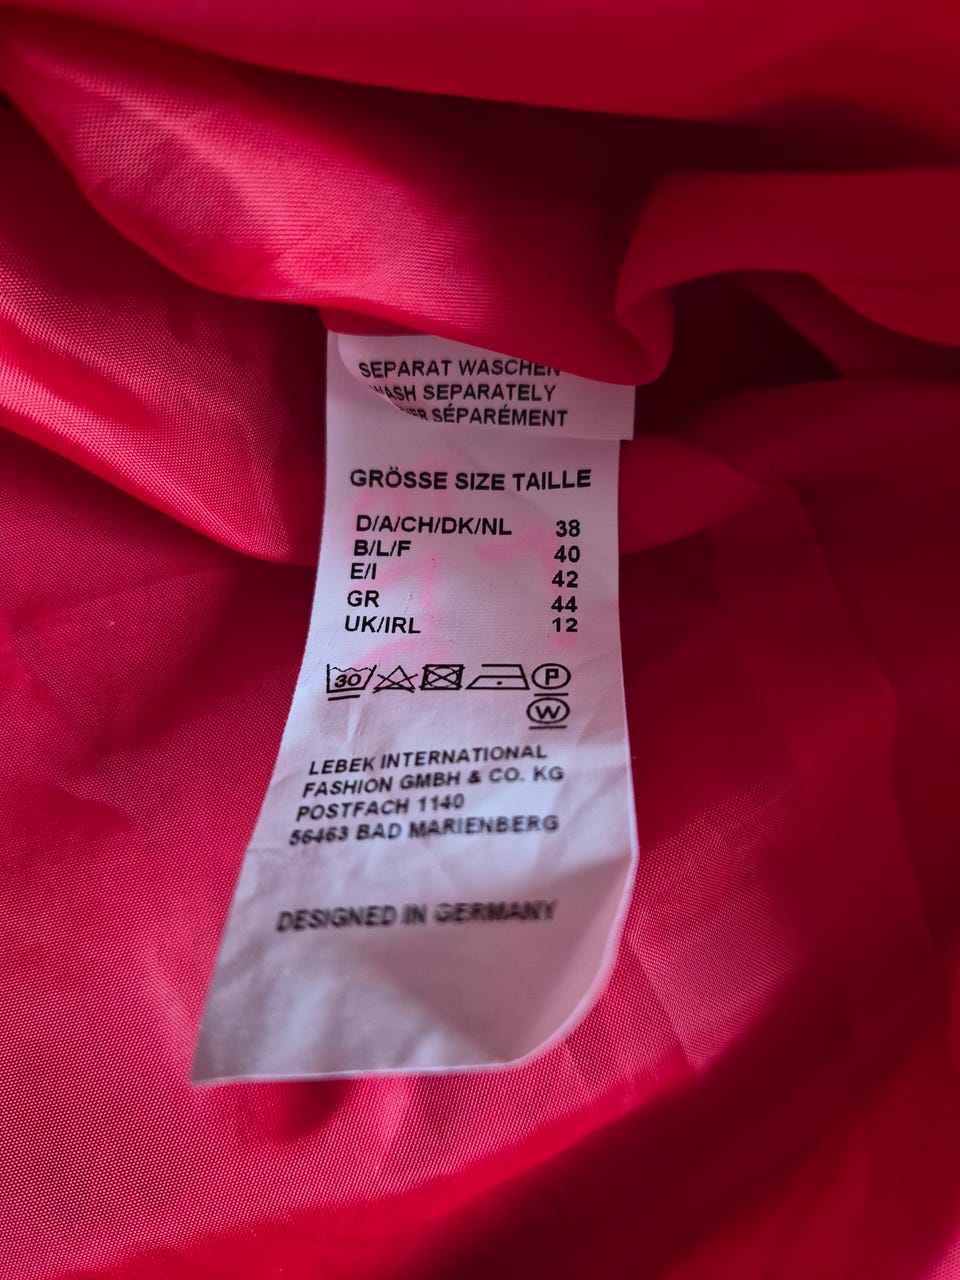 SEPARAT WASCHEN
WASH SEPARATELY
SÉPARÉMENT
GRÖSSE SIZE TAILLE
D/A/CH/DK/NL 38
B/L/F 40
E/I 42
GR 44
UK/IRL 12
30 P
W
LEBEK INTERNATIONAL
FASHION GMBH & CO. KG
POSTFACH 1140
56463 BAD MARIENBERG
DESIGNED IN GERMANY